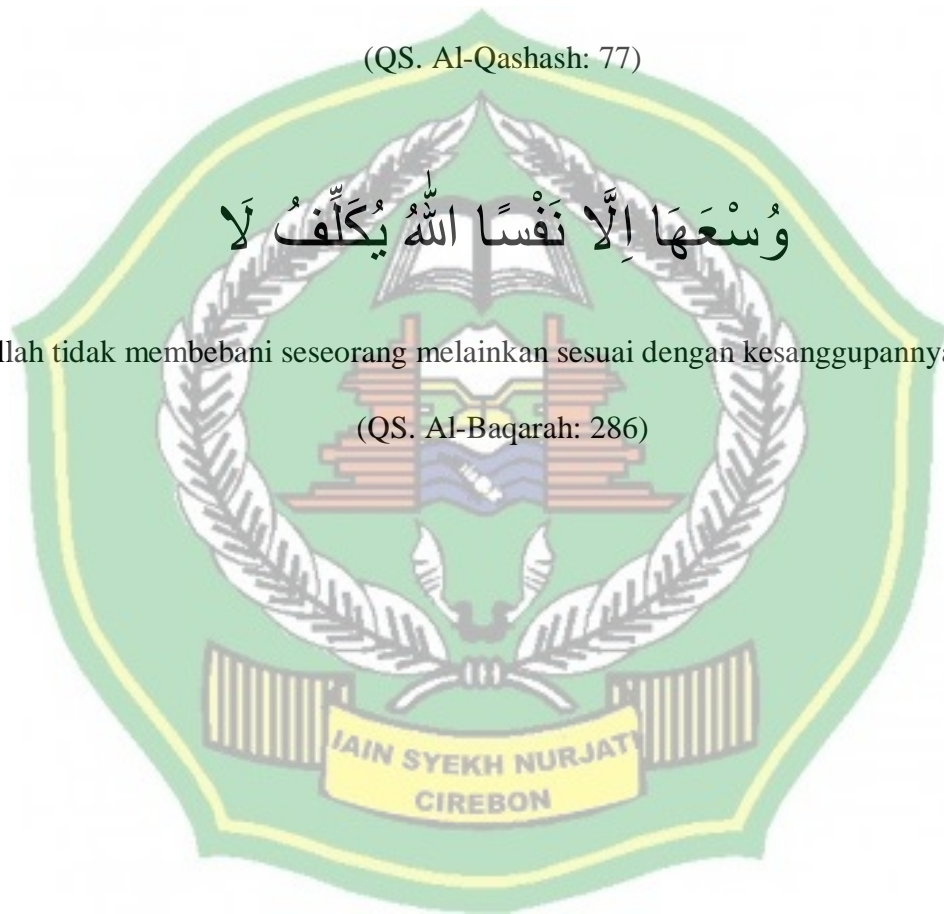 (QS. Al-Qashash: 77)
وُسْعَهَا اِلَّا نَفْسًا اللّٰهُ يُكَلِّفُ لَا
llah tidak membebani seseorang melainkan sesuai dengan kesanggupannya
(QS. Al-Baqarah: 286)
IAIN SYEKH NURJATI
CIREBON